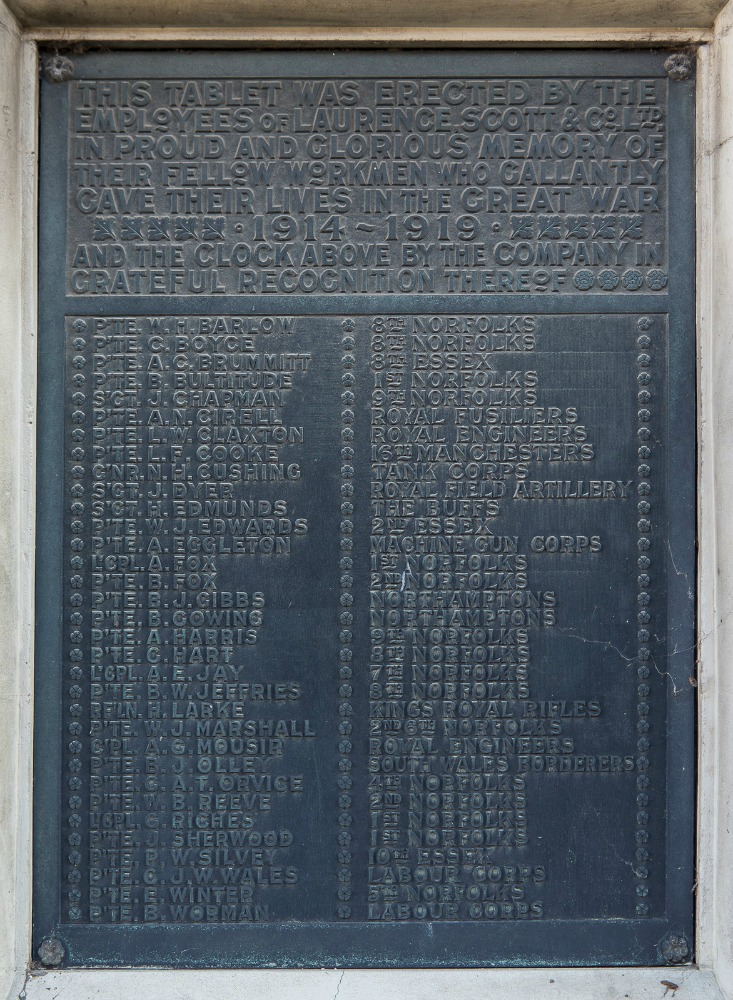 THIS TABLET WAS ERECTED BY THE
EMPLOYEES OF LAURENCE SCOTT & CO. LTD.
IN PROUD AND GLORIOUS MEMORY OF
THEIR FELLOW WORKMEN WHO GALLANTLY
GAVE THEIR LIVES IN THE GREAT WAR
· 1914 ~ 1919 ·
AND THE CLOCK ABOVE BY THE COMPANY IN
GRATEFUL RECOGNITION THEREOF
PTE. W. H. BARLOW 8TH NORFOLKS
PTE. C. BOYCE 8TH NORFOLKS
PTE. A. C. BRUMMITT 8TH ESSEX
PTE. B. BULTITUDE 1ST NORFOLKS
SGT. J. CHAPMAN 9TH NORFOLKS
PTE. A. N. CIRELL ROYAL FUSILIERS
PTE. L. W. CLAXTON ROYAL ENGINEERS
PTE. L. F. COOKE 16TH MANCHESTERS
GNR. N. H. CUSHING TANK CORPS
SGT. J. DYER ROYAL FIELD ARTILLERY
SGT. H. EDMUNDS THE BUFFS
PTE. W. J. EDWARDS 2ND ESSEX
PTE. A. EGGLETON MACHINE GUN CORPS
LCPL. A. FOX 1ST NORFOLKS
PTE. B. FOX 2ND NORFOLKS
PTE. R. J. GIBBS NORTHAMPTONS
PTE. B. GOWING NORTHAMPTONS
PTE. A. HARRIS 9TH NORFOLKS
PTE. G. HART 8TH NORFOLKS
LCPL. A. E. JAY 7TH NORFOLKS
PTE. B. W. JEFFRIES 8TH NORFOLKS
RFLN. H. LARKE KINGS ROYAL RIFLES
PTE. W. J. MARSHALL 2ND 6TH NORFOLKS
CPL. A. G. MOUSIR ROYAL ENGINEERS
PTE. B. J. OLLEY SOUTH WALES BORDERERS
PTE. C. A. T. ORVICE 4TH NORFOLKS
PTE. W. B. REEVE 2ND NORFOLKS
LCPL. G. RICHES 1ST NORFOLKS
PTE. J. SHERWOOD 1ST NORFOLKS
PTE. P. W. SILVEY 10TH ESSEX
PTE. C. J. W. WALES LABOUR CORPS
PTE. E. WINTER 5TH NORFOLKS
PTE. B. WORMAN LABOUR CORPS